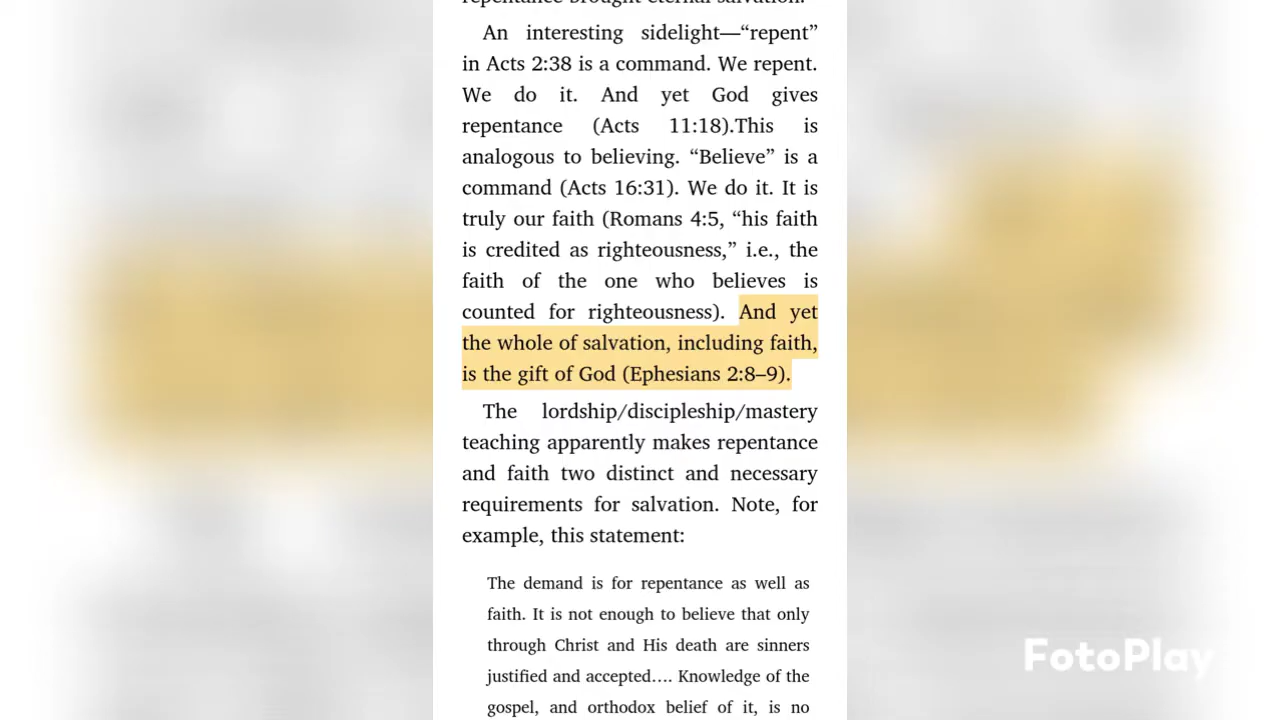 repentance brought eternal salvation.
An interesting sidelight—“repent”
in Acts 2:38 is a command. We repent.
We do it. And yet God gives
repentance (Acts 11:18).This is
analogous to believing. “Believe” is a
command (Acts 16:31). We do it. It is
truly our faith (Romans 4:5, “his faith
is credited as righteousness,” i.e., the
faith of the one who believes is
counted for righteousness). And yet
the whole of salvation, including faith,
is the gift of God (Ephesians 2:8–9).
The lordship/discipleship/mastery
teaching apparently makes repentance
and faith two distinct and necessary
requirements for salvation. Note, for
example, this statement:
The demand is for repentance as well as
faith. It is not enough to believe that only
through Christ and His death are sinners
justified and accepted…. Knowledge of the
gospel, and orthodox belief of it, is no
FotoPlay